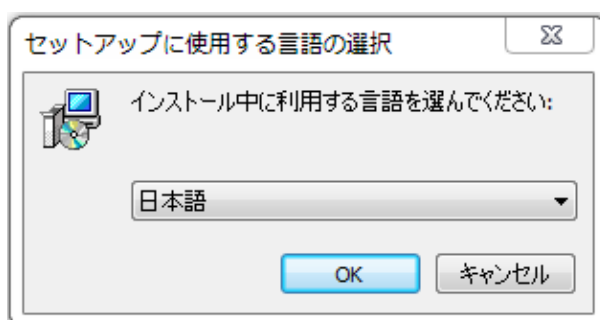 セットアップに使用する言語の選択
インストール中に利用する言語を選んでください:
日本語
OK
キャンセル